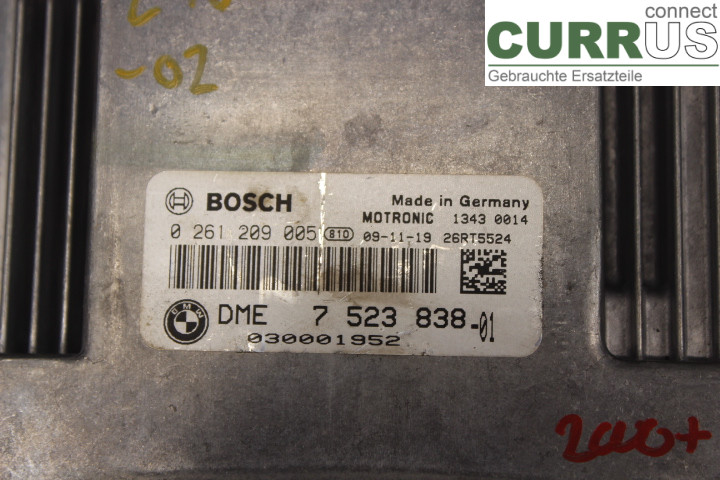 connect
CURRUS
Gebrauchte Ersatzteile
-02
BOSCH
Made in Germany
MOTRONIC 1343 0014
0 261 209 005 810 09-11-19 26RT5524
BMW DME 7 523 838-01
030001952